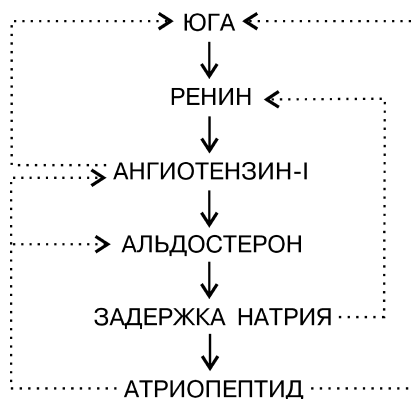 ЮГА
РЕНИН
АНГИОТЕНЗИН-I
АЛЬДОСТЕРОН
ЗАДЕРЖКА НАТРИЯ
АТРИОПЕПТИД